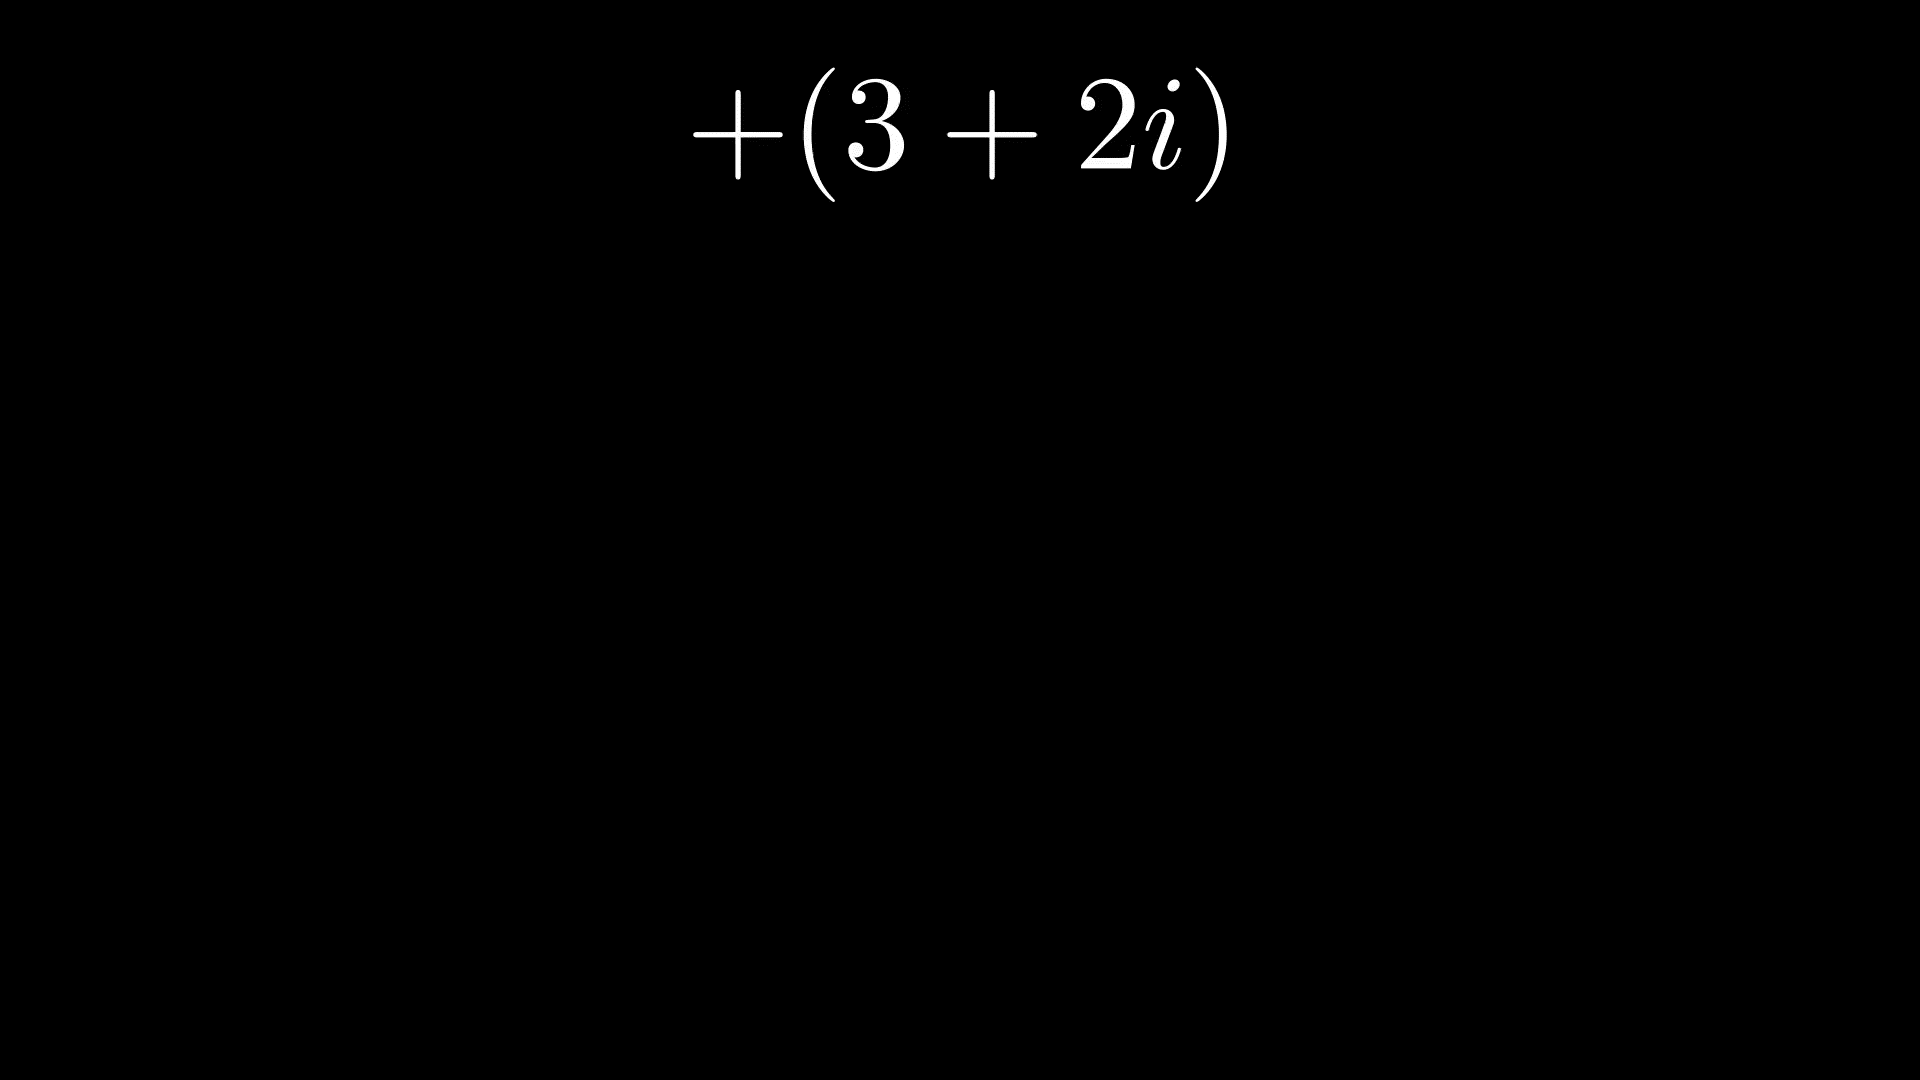 +(3 + 2i)